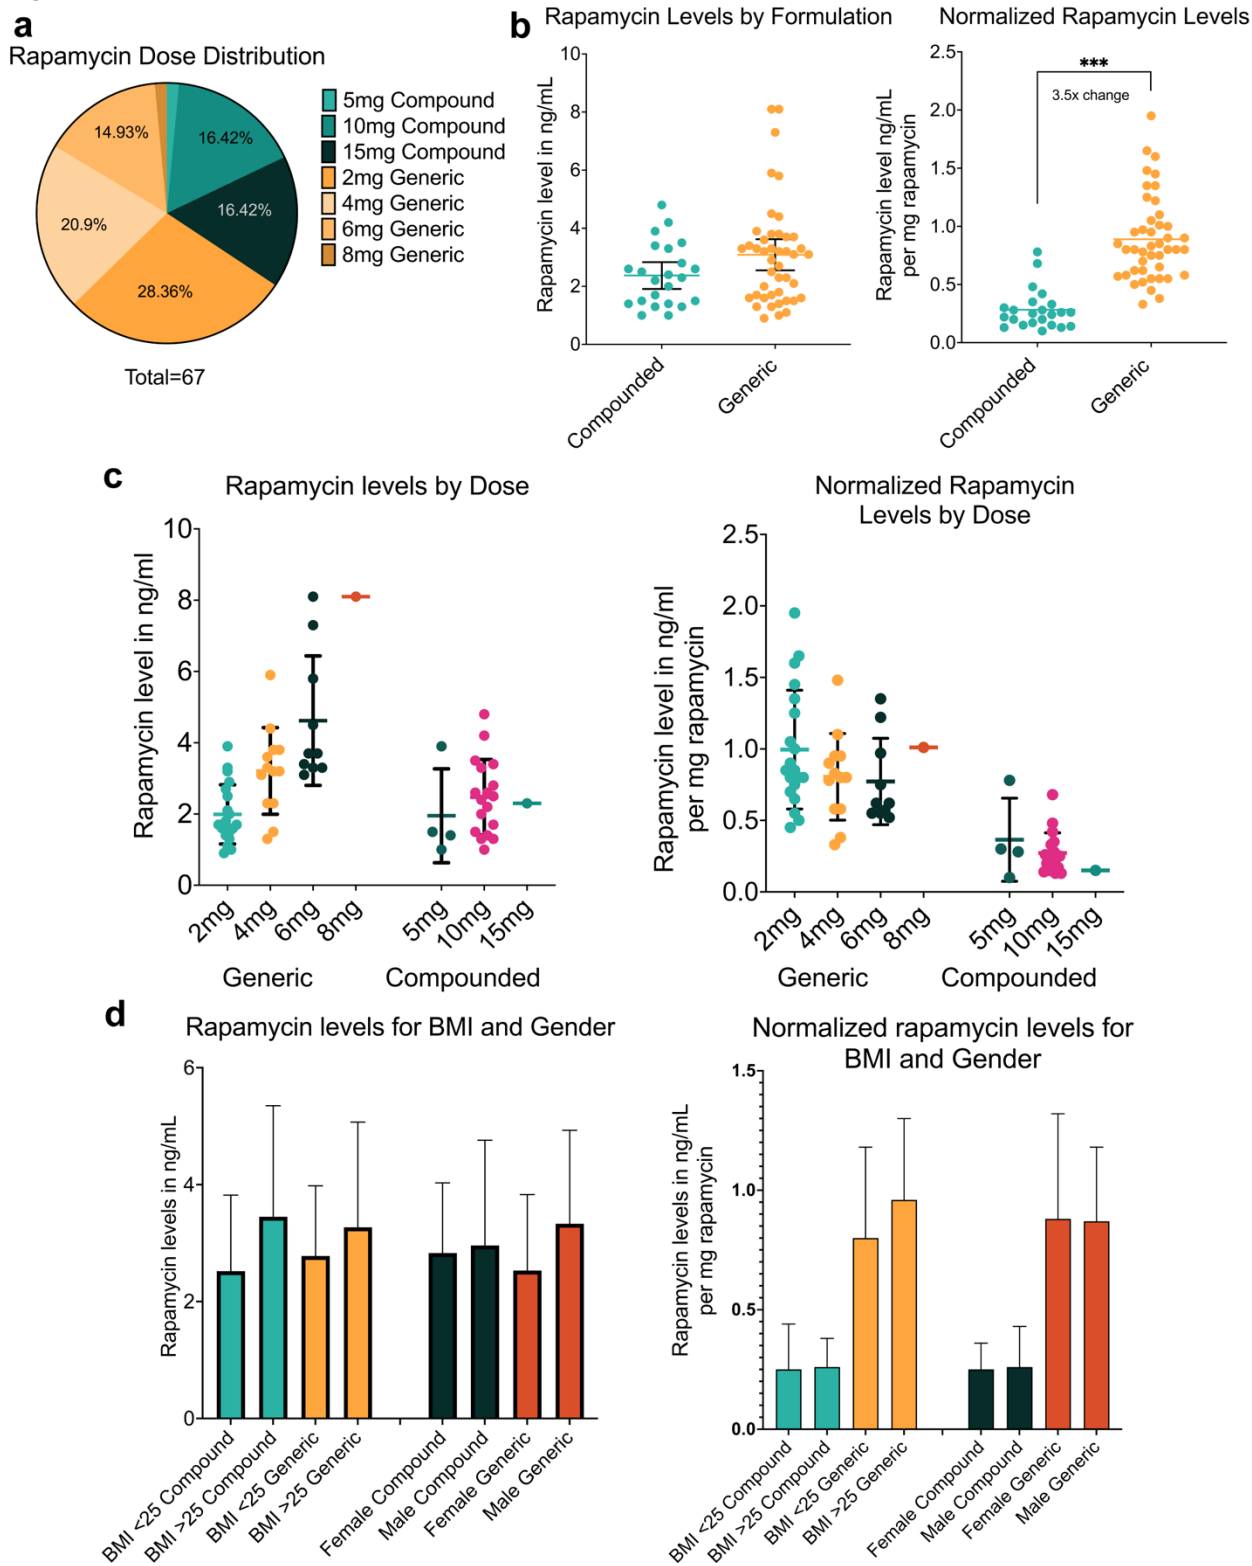 a
Rapamycin Dose Distribution
14.93%
16.42%
16.42%
20.9%
28.36%
5mg Compound
10mg Compound
15mg Compound
2mg Generic
4mg Generic
6mg Generic
8mg Generic
Total=67
b
Rapamycin Levels by Formulation
Rapamycin level in ng/mL
10
8
6
4
2
0
Compounded
Generic
Normalized Rapamycin Levels
Rapamycin level ng/mL
per mg rapamycin
2.5
2.0
1.5
1.0
0.5
0.0
***
3.5x change
Compounded
Generic
c
Rapamycin levels by Dose
Rapamycin level in ng/ml
10
8
6
4
2
0
2mg
4mg
6mg
8mg
5mg
10mg
15mg
Generic
Compounded
Normalized Rapamycin
Levels by Dose
Rapamycin level in ng/ml
per mg rapamycin
2.5
2.0
1.5
1.0
0.5
0.0
2mg
4mg
6mg
8mg
5mg
10mg
15mg
Generic
Compounded
d
Rapamycin levels for BMI and Gender
Rapamycin levels in ng/mL
6
4
2
0
BMI <25 Compound
BMI >25 Compound
BMI <25 Generic
BMI >25 Generic
Female Compound
Male Compound
Female Generic
Male Generic
Normalized rapamycin levels for
BMI and Gender
Rapamycin levels in ng/mL
per mg rapamycin
1.5
1.0
0.5
0.0
BMI <25 Compound
BMI >25 Compound
BMI <25 Generic
BMI >25 Generic
Female Compound
Male Compound
Female Generic
Male Generic